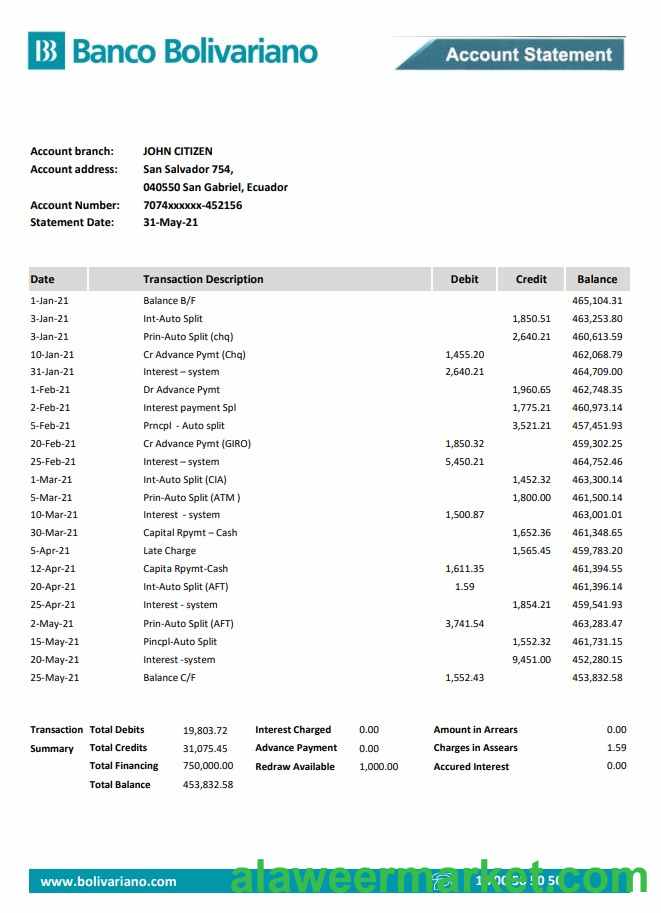 Banco Bolivariano
Account Statement
Account branch: JOHN CITIZEN
Account address: San Salvador 754,
040550 San Gabriel, Ecuador
Account Number: 7074xxxxxx-452156
Statement Date: 31-May-21
Date Transaction Description Debit Credit Balance
1-Jan-21 Balance B/F 465,104.31
3-Jan-21 Int-Auto Split 1,850.51 463,253.80
3-Jan-21 Prin-Auto Split (chq) 2,640.21 460,613.59
10-Jan-21 Cr Advance Pymt (Chq) 1,455.20 462,068.79
31-Jan-21 Interest – system 2,640.21 464,709.00
1-Feb-21 Dr Advance Pymt 1,960.65 462,748.35
2-Feb-21 Interest payment Spl 1,775.21 460,973.14
5-Feb-21 Prncpl - Auto split 3,521.21 457,451.93
20-Feb-21 Cr Advance Pymt (GIRO) 1,850.32 459,302.25
25-Feb-21 Interest – system 5,450.21 464,752.46
1-Mar-21 Int-Auto Split (CIA) 1,452.32 463,300.14
5-Mar-21 Prin-Auto Split (ATM ) 1,800.00 461,500.14
10-Mar-21 Interest - system 1,500.87 463,001.01
30-Mar-21 Capital Rpymt – Cash 1,652.36 461,348.65
5-Apr-21 Late Charge 1,565.45 459,783.20
12-Apr-21 Capita Rpymt-Cash 1,611.35 461,394.55
20-Apr-21 Int-Auto Split (AFT) 1.59 461,396.14
25-Apr-21 Interest - system 1,854.21 459,541.93
2-May-21 Prin-Auto Split (AFT) 3,741.54 463,283.47
15-May-21 Pincpl-Auto Split 1,552.32 461,731.15
20-May-21 Interest -system 9,451.00 452,280.15
25-May-21 Balance C/F 1,552.43 453,832.58
Transaction Total Debits 19,803.72 Interest Charged 0.00 Amount in Arrears 0.00
Summary Total Credits 31,075.45 Advance Payment 0.00 Charges in Assears 1.59
Total Financing 750,000.00 Redraw Available 1,000.00 Accured Interest 0.00
Total Balance 453,832.58
www.bolivariano.com
alaweermarket.com